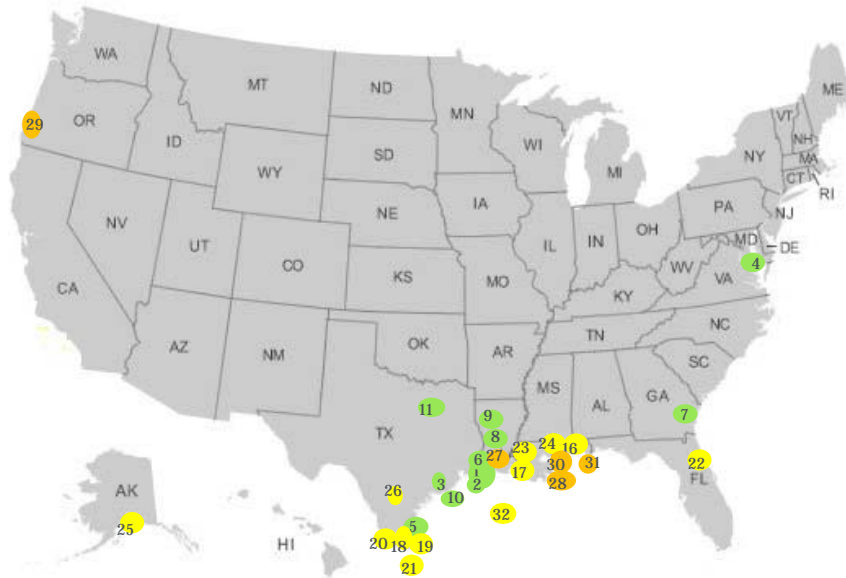 WA
MT
ND
MN
ME
VT
NH
29
OR
ID
SD
WI
MI
NY
MA
CT
RI
WY
IA
PA
NJ
NE
OH
MD
DE
NV
UT
IL
IN
4
CO
WV
VA
CA
KS
MO
KY
NC
TN
OK
AZ
NM
AR
SC
MS
AL
GA
11
9
7
TX
8
24
16
23
6
27
30
31
22
1
17
FL
3
2
28
26
AK
10
32
25
5
HI
20
18
19
21